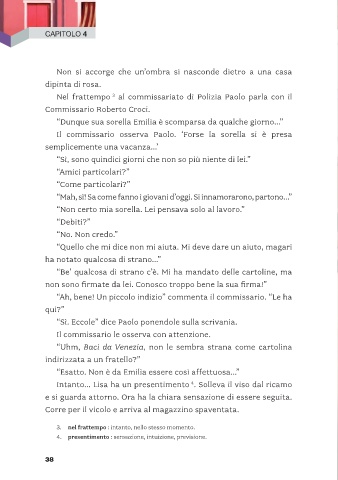 CAPITOLO 4
Non si accorge che un'ombra si nasconde dietro a una casa
dipinta di rosa.
Nel frattempo 3 al commissariato di Polizia Paolo parla con il
Commissario Roberto Croci.
"Dunque sua sorella Emilia è scomparsa da qualche giorno..."
Il commissario osserva Paolo. 'Forse la sorella si è presa
semplicemente una vacanza...'
"Sì, sono quindici giorni che non so più niente di lei."
"Amici particolari?"
"Come particolari?"
"Mah, sì! Sa come fanno i giovani d'oggi. Si innamorarono, partono..."
"Non certo mia sorella. Lei pensava solo al lavoro."
"Debiti?"
"No. Non credo."
"Quello che mi dice non mi aiuta. Mi deve dare un aiuto, magari
ha notato qualcosa di strano..."
"Be' qualcosa di strano c'è. Mi ha mandato delle cartoline, ma
non sono firmate da lei. Conosco troppo bene la sua firma!"
"Ah, bene! Un piccolo indizio" commenta il commissario. "Le ha
qui?"
"Sì. Eccole" dice Paolo ponendole sulla scrivania.
Il commissario le osserva con attenzione.
"Uhm, Baci da Venezia, non le sembra strana come cartolina
indirizzata a un fratello?"
"Esatto. Non è da Emilia essere così affettuosa..."
Intanto... Lisa ha un presentimento 4. Solleva il viso dal ricamo
e si guarda attorno. Ora ha la chiara sensazione di essere seguita.
Corre per il vicolo e arriva al magazzino spaventata.
3. nel frattempo : intanto, nello stesso momento.
4. presentimento : sensazione, intuizione, previsione.
38